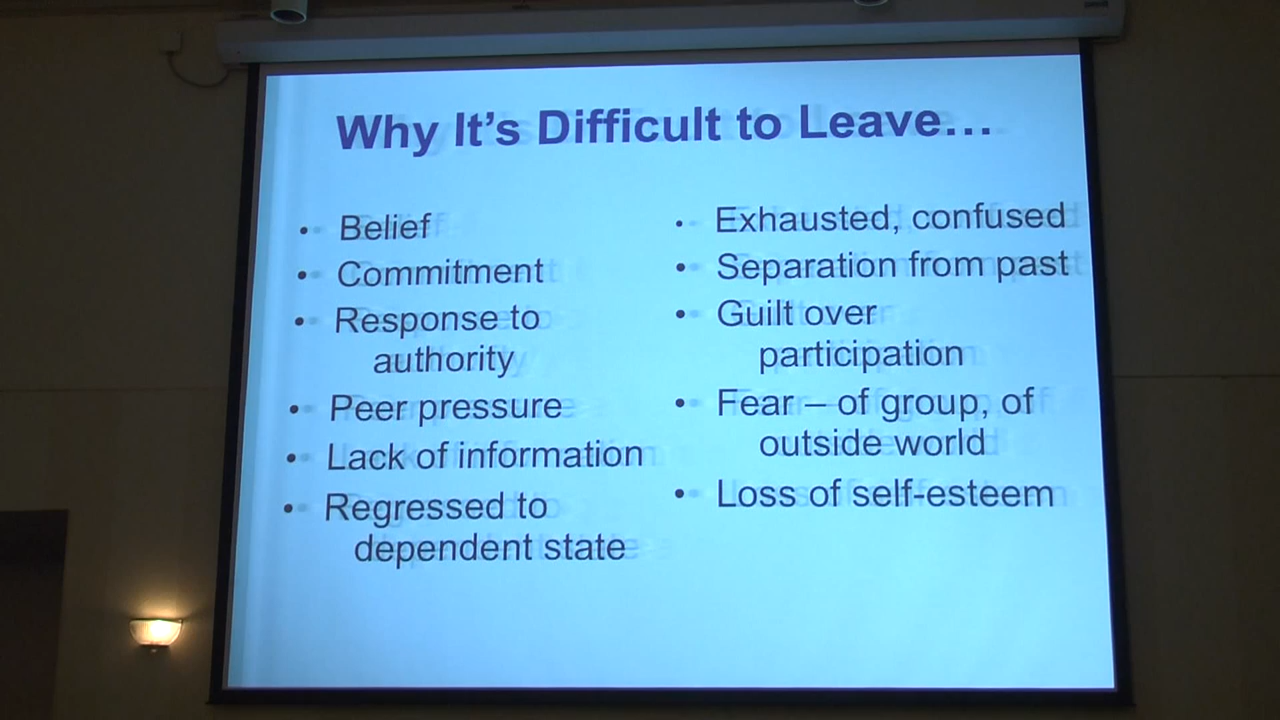 Why It's Difficult to Leave…
• Belief
• Commitment
• Response to
authority
• Peer pressure
• Lack of information
• Regressed to
dependent state
• Exhausted, confused
• Separation from past
• Guilt over
participation
• Fear – of group, of
outside world
• Loss of self-esteem